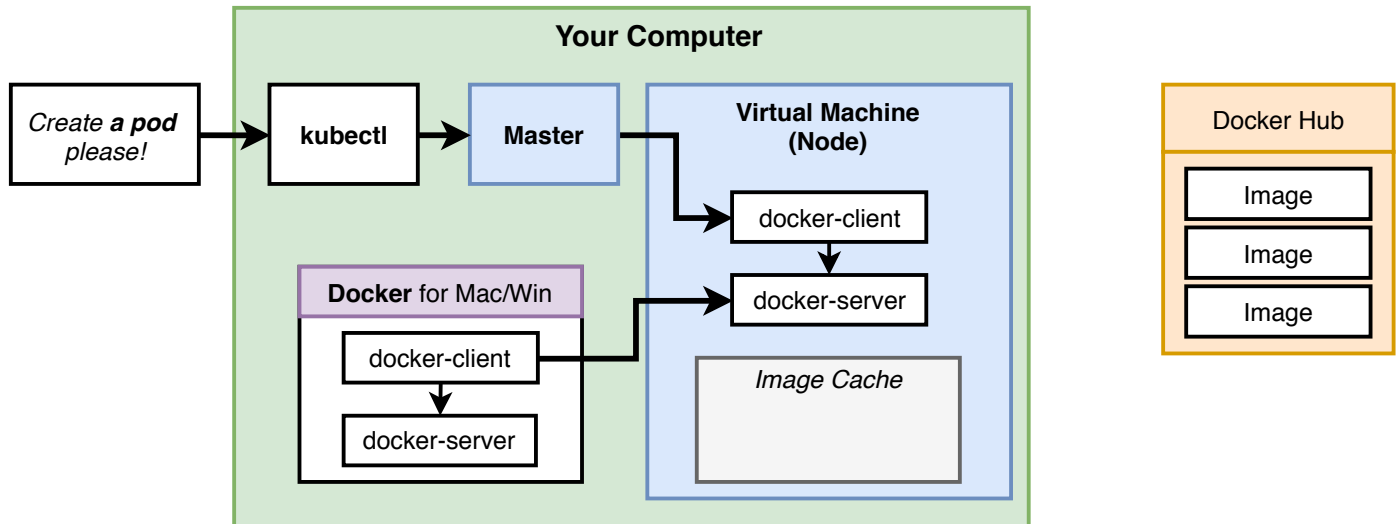 Your Computer
Create a pod
please!
kubectl
Master
Virtual Machine
(Node)
docker-client
docker-server
Image Cache
Docker for Mac/Win
docker-client
docker-server
Docker Hub
Image
Image
Image